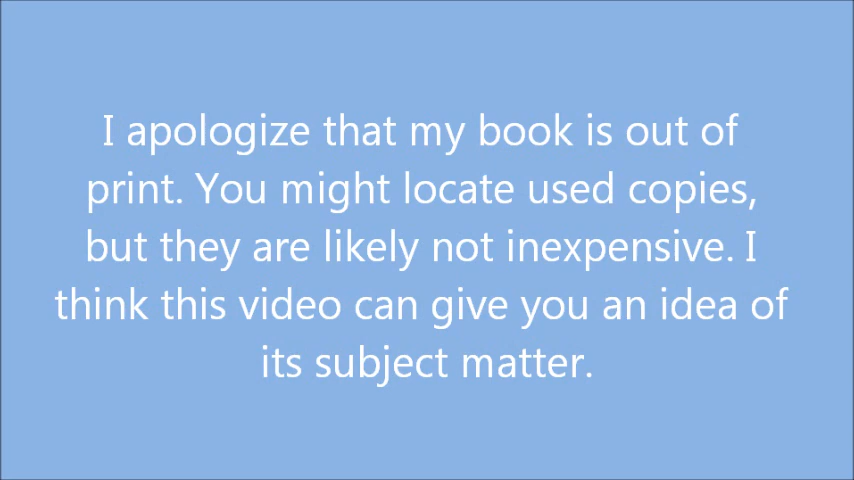 I apologize that my book is out of
print. You might locate used copies,
but they are likely not inexpensive. I
think this video can give you an idea of
its subject matter.